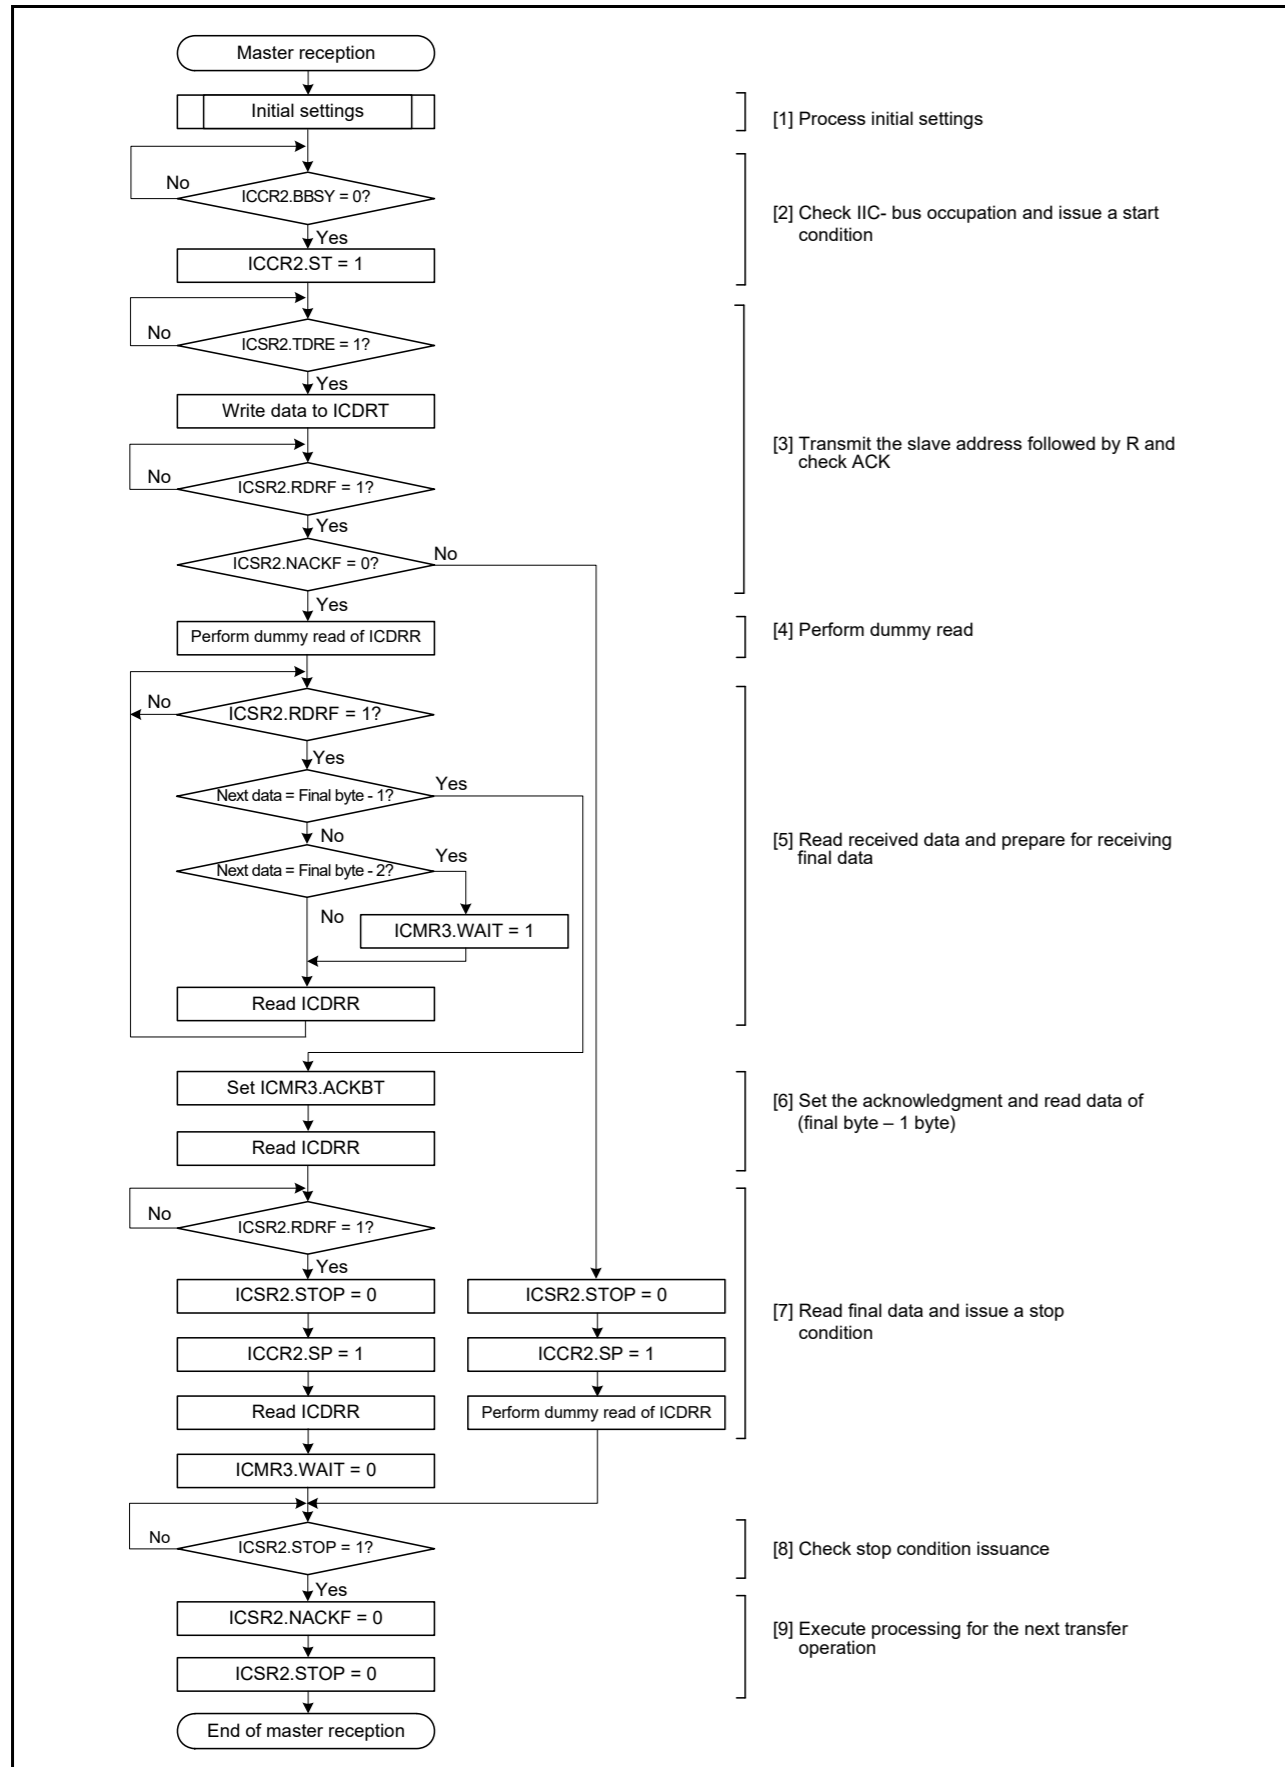 Master reception
Initial settings
[1] Process initial settings
No
ICCR2.BBSY = 0?
[2] Check IIC- bus occupation and issue a start
condition
Yes
ICCR2.ST = 1
No
ICSR2.TDRE = 1?
Yes
Write data to ICDRT
[3] Transmit the slave address followed by R and
check ACK
No
ICSR2.RDRF = 1?
Yes
ICSR2.NACKF = 0?
No
Yes
Perform dummy read of ICDRR
[4] Perform dummy read
No
ICSR2.RDRF = 1?
Yes
Next data = Final byte - 1?
Yes
No
[5] Read received data and prepare for receiving
final data
Next data = Final byte - 2?
Yes
No
ICMR3.WAIT = 1
Read ICDRR
Set ICMR3.ACKBT
[6] Set the acknowledgment and read data of
(final byte – 1 byte)
Read ICDRR
No
ICSR2.RDRF = 1?
Yes
ICSR2.STOP = 0
ICSR2.STOP = 0
[7] Read final data and issue a stop
condition
ICCR2.SP = 1
ICCR2.SP = 1
Read ICDRR
Perform dummy read of ICDRR
ICMR3.WAIT = 0
No
ICSR2.STOP = 1?
[8] Check stop condition issuance
Yes
ICSR2.NACKF = 0
[9] Execute processing for the next transfer
operation
ICSR2.STOP = 0
End of master reception